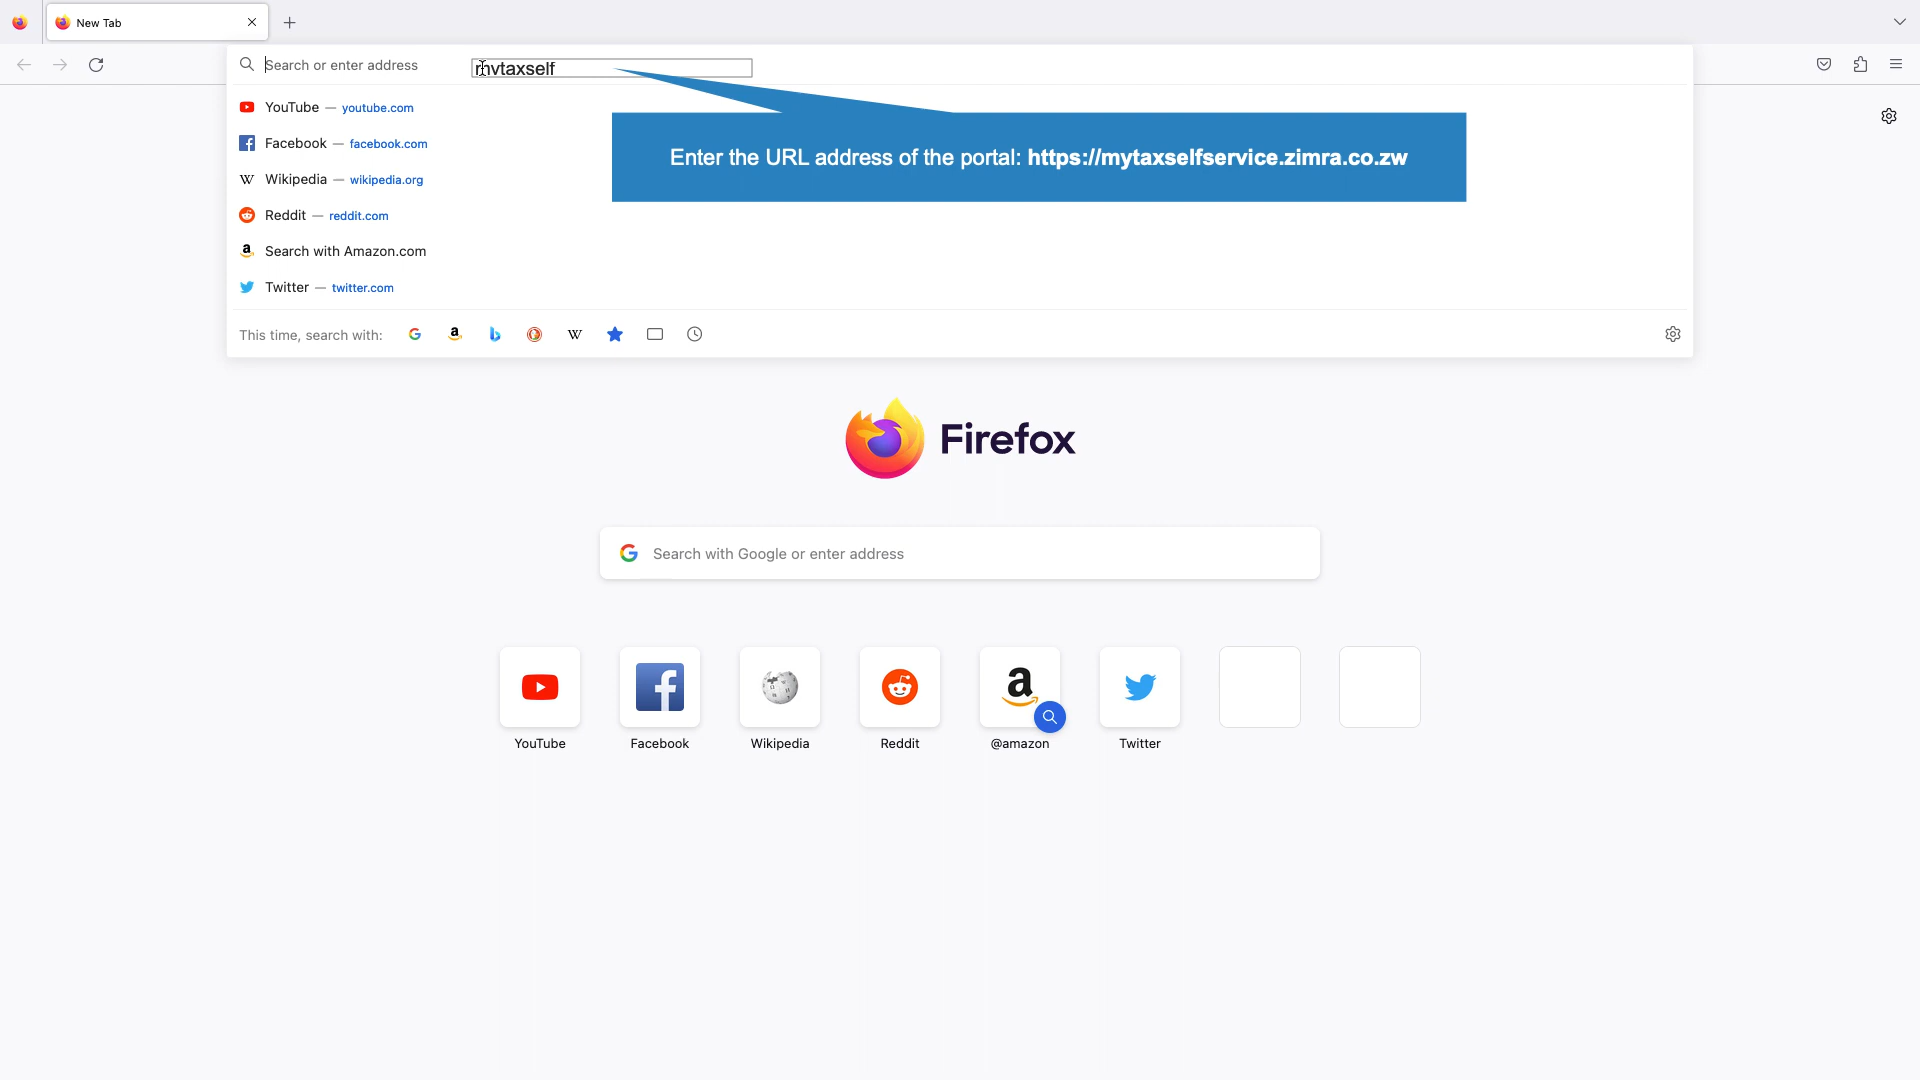 New Tab
Search or enter address
mytaxself
YouTube — youtube.com
Enter the URL address of the portal: https://mytaxselfservice.zimra.co.zw
Facebook — facebook.com
Wikipedia — wikipedia.org
Reddit — reddit.com
Search with Amazon.com
Twitter — twitter.com
This time, search with:
Firefox
Search with Google or enter address
YouTube
Facebook
Wikipedia
Reddit
@amazon
Twitter